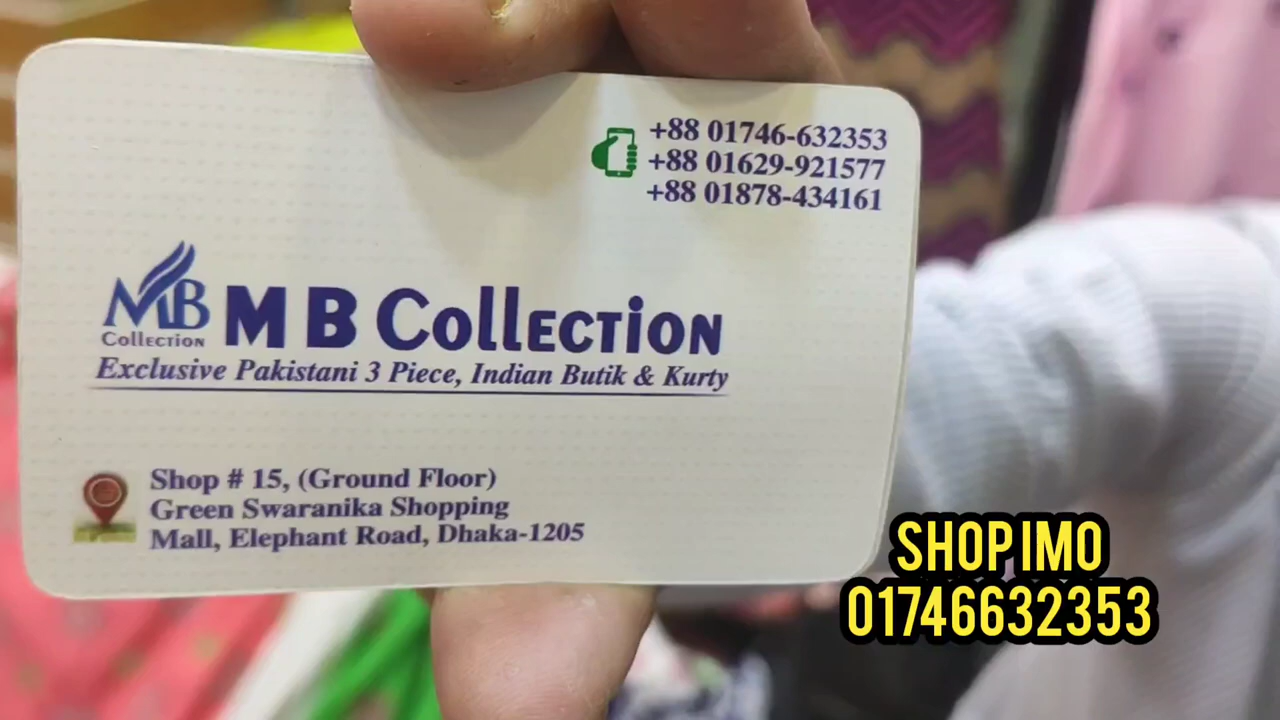 +88 01746-632353
+88 01629-921577
+88 01878-434161
MB
Collection
M B CollECTiON
Exclusive Pakistani 3 Piece, Indian Butik & Kurty
Shop # 15, (Ground Floor)
Green Swaranika Shopping
Mall, Elephant Road, Dhaka-1205
SHOP IMO
01746632353